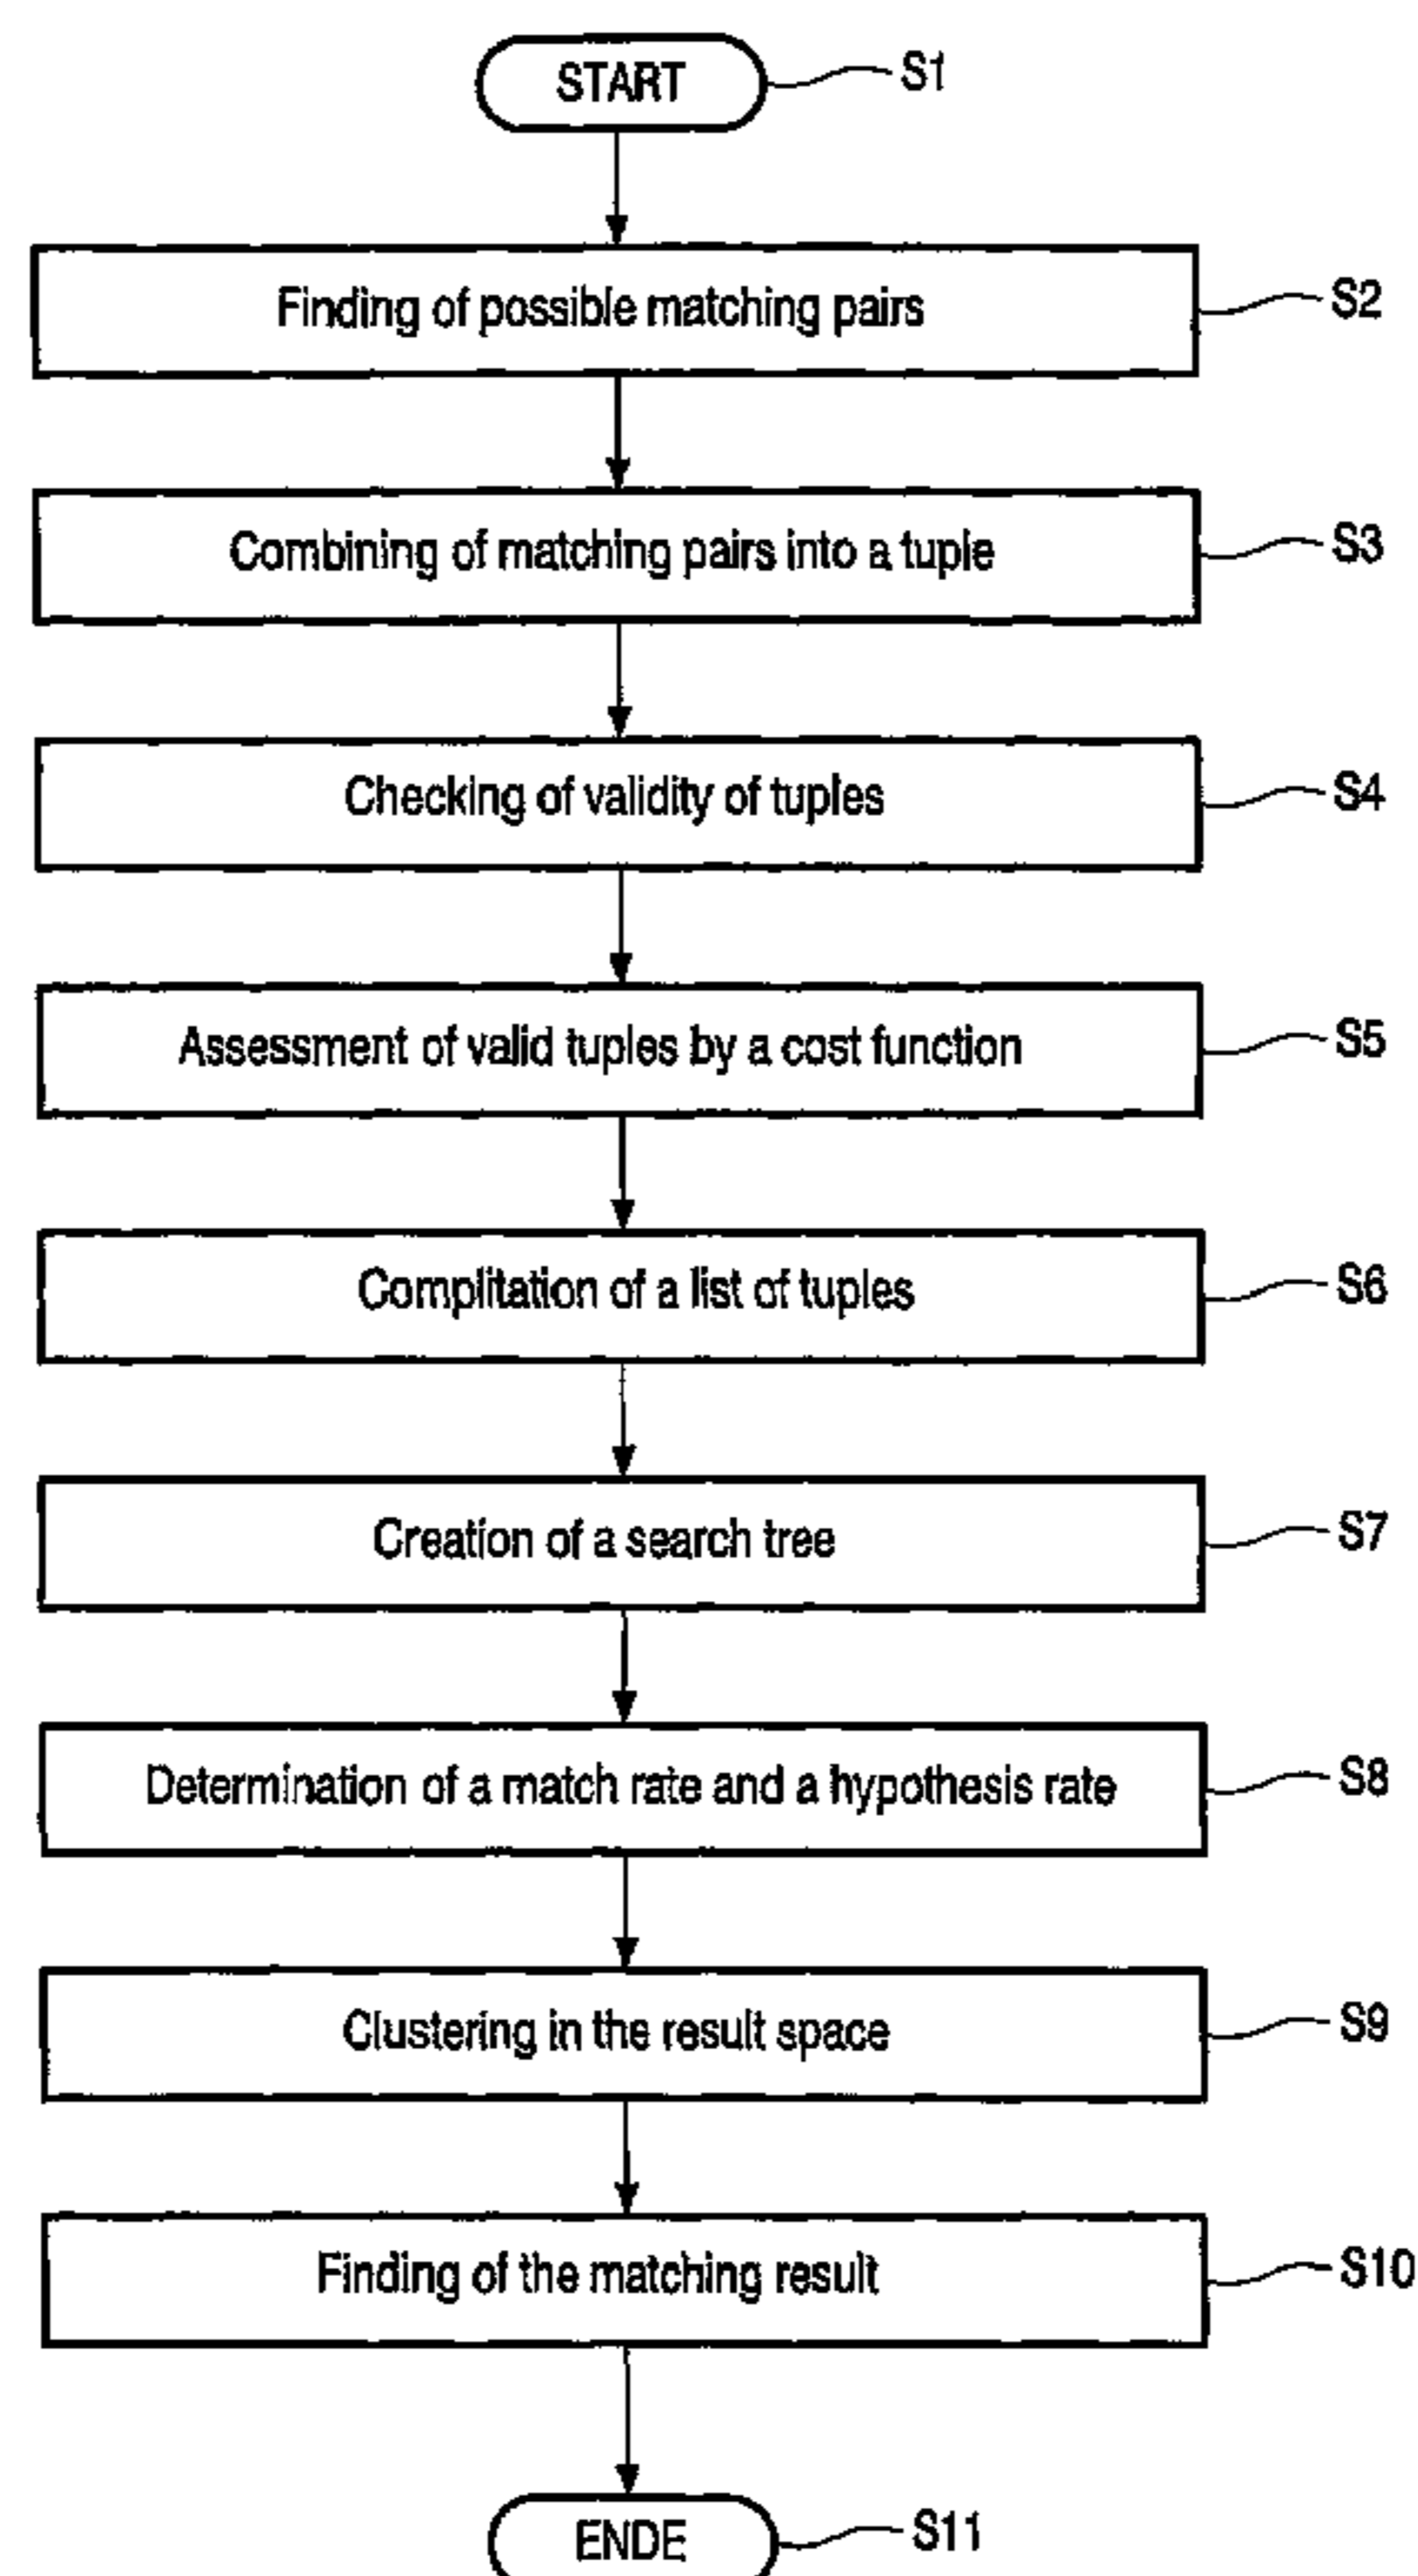 START S1
Finding of possible matching pairs S2
Combining of matching pairs into a tuple S3
Checking of validity of tuples S4
Assessment of valid tuples by a cost function S5
Complitation of a list of tuples S6
Creation of a search tree S7
Determination of a match rate and a hypothesis rate S8
Clustering in the result space S9
Finding of the matching result S10
ENDE S11